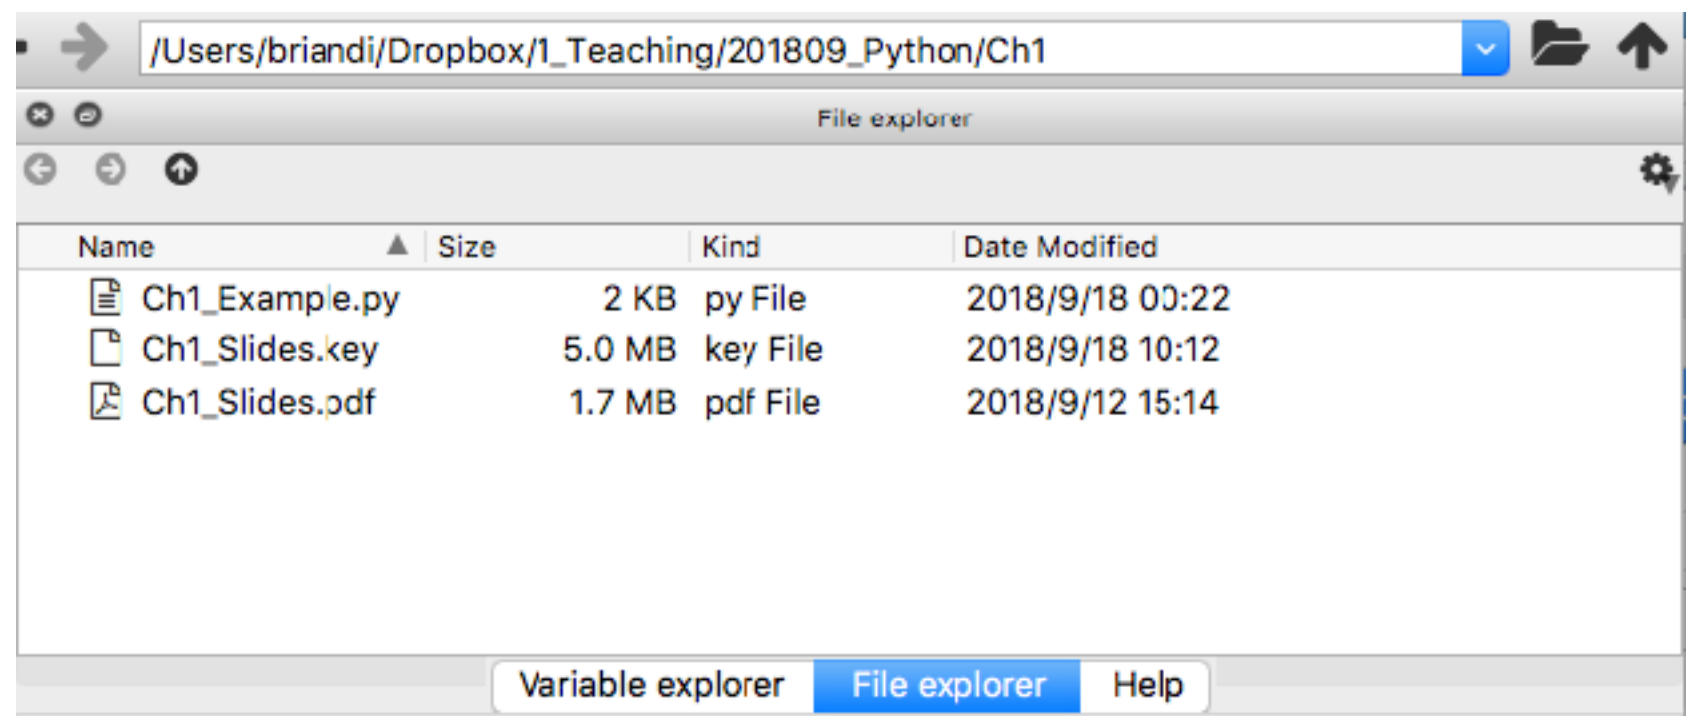 /Users/briandi/Dropbox/1_Teaching/201809_Python/Ch1
File explorer
Name Size Kind Date Modified
Ch1_Example.py 2 KB py File 2018/9/18 00:22
Ch1_Slides.key 5.0 MB key File 2018/9/18 10:12
Ch1_Slides.pdf 1.7 MB pdf File 2018/9/12 15:14
Variable explorer File explorer Help